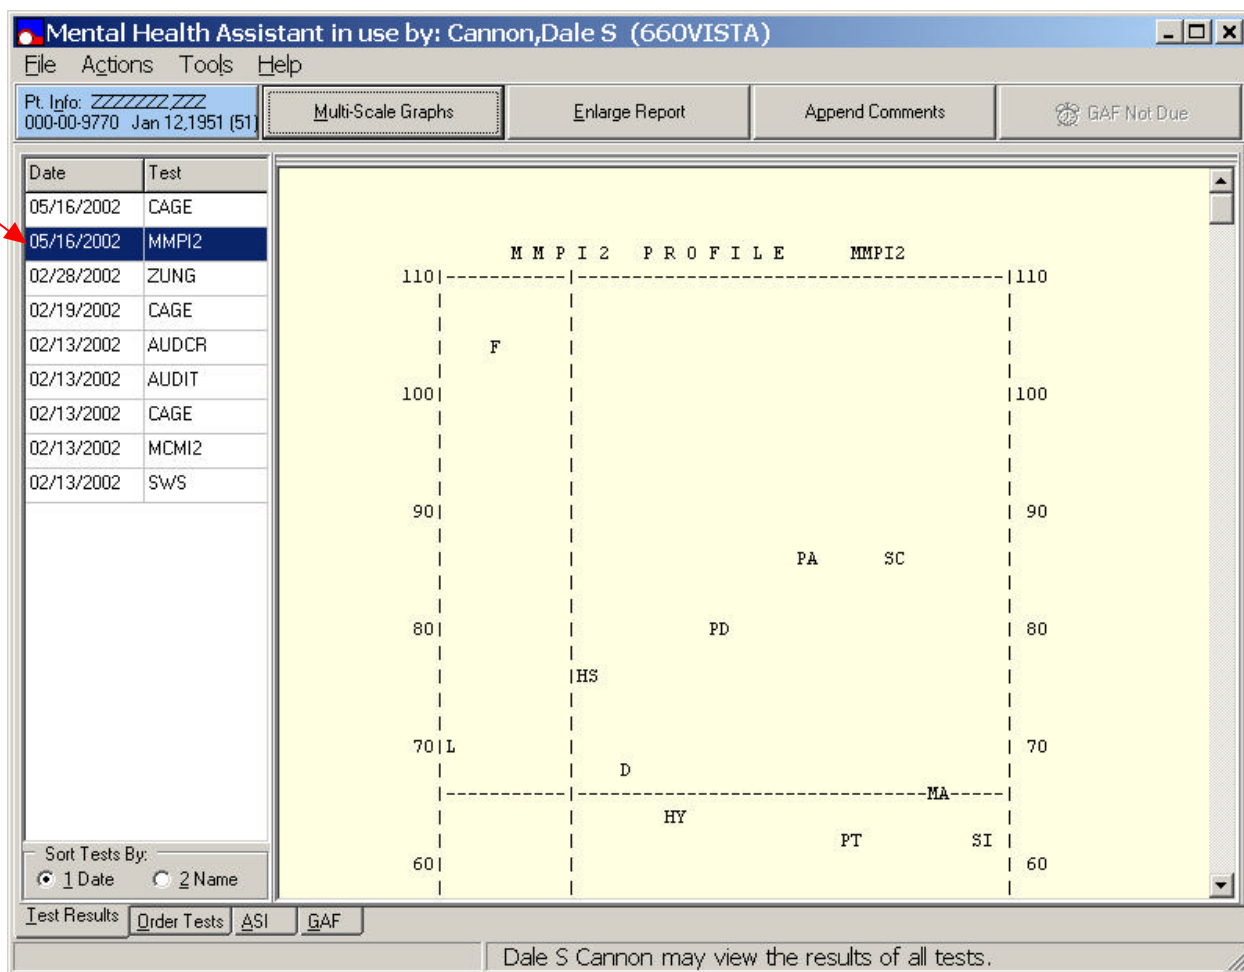 Mental Health Assistant in use by: Cannon,Dale S (660VISTA)
File Actions Tools Help
Pt. Info: ZZZZZZZ,ZZZ
000-00-9770 Jan 12,1951 (51)
Multi-Scale Graphs Enlarge Report Append Comments GAF Not Due
Date Test
05/16/2002 CAGE
05/16/2002 MMPI2
02/28/2002 ZUNG
02/19/2002 CAGE
02/13/2002 AUDCR
02/13/2002 AUDIT
02/13/2002 CAGE
02/13/2002 MCMI2
02/13/2002 SWS
M M P I 2 P R O F I L E MMPI2
110|-----------|------------------------------------|110
F
100| |100
90| | 90
PA SC
80| PD | 80
|HS
70|L | 70
D
|-----------|------------------------------MA-----|
HY
PT SI
60| | 60
Sort Tests By:
1 Date 2 Name
Test Results Order Tests ASI GAF
Dale S Cannon may view the results of all tests.